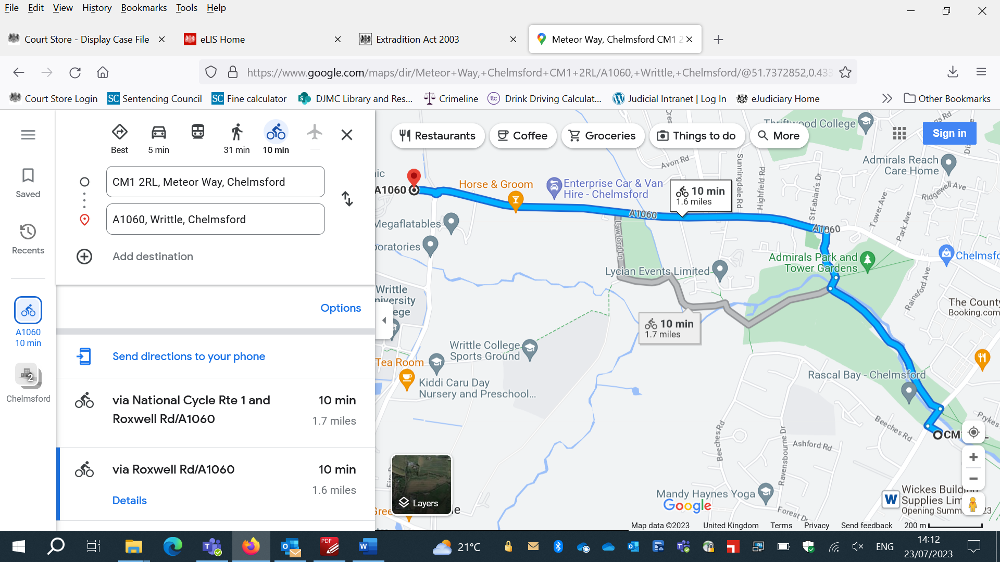 File Edit View History Bookmarks Tools Help
Court Store - Display Case File
eLIS Home
Extradition Act 2003
Meteor Way, Chelmsford CM1 2
https://www.google.com/maps/dir/Meteor+Way,+Chelmsford+CM1+2RL/A1060,+Writtle,+Chelmsford/@51.7372852,0.433
Court Store Login
SC Sentencing Council
SC Fine calculator
DJMC Library and Res...
Crimeline
ttc Drink Driving Calculat...
Judicial Intranet | Log In
eJudiciary Home
Other Bookmarks
Best
5 min
31 min
10 min
Saved
Recents
A1060
10 min
2
Chelmsford
CM1 2RL, Meteor Way, Chelmsford
A1060, Writtle, Chelmsford
Add destination
Options
Send directions to your phone
via National Cycle Rte 1 and
Roxwell Rd/A1060
10 min
1.7 miles
via Roxwell Rd/A1060
10 min
1.6 miles
Details
Restaurants
Coffee
Groceries
Things to do
More
Sign in
Thriftwood College
Admirals Reach
Care Home
Avon Rd
Sunningdale Rd
Highfield Rd
St Fabian's Dr
Tower Ave
Ridgewell Ave
Park Ave
nic
A1060
Horse & Groom
Enterprise Car & Van
Hire - Chelmsford
10 min
1.6 miles
A1060
A1060
Megaflatables
boratories
Lawford Ln
Lycian Events Limited
Admirals Park and
Tower Gardens
Chelmsfo
Rainsford Ave
The County
Booking.com
Writtle
niversity
ege
10 min
1.7 miles
Writtle College
Sports Ground
Tea Room
Kiddi Caru Day
Nursery and Preschool...
Rascal Bay - Chelmsford
Beeches Rd
Prykes
CM1
L
Beeches Rd
Ravensbourne Dr
Ashford Rd
Mandy Haynes Yoga
Forest Dr
W
Wickes Buildin
Supplies Lim
Opening Summ
23
Layers
Gree
le
Google
Map data ©2023 United Kingdom Terms Privacy Send feedback 200 m
PDF
21°C
ENG
14:12
23/07/2023